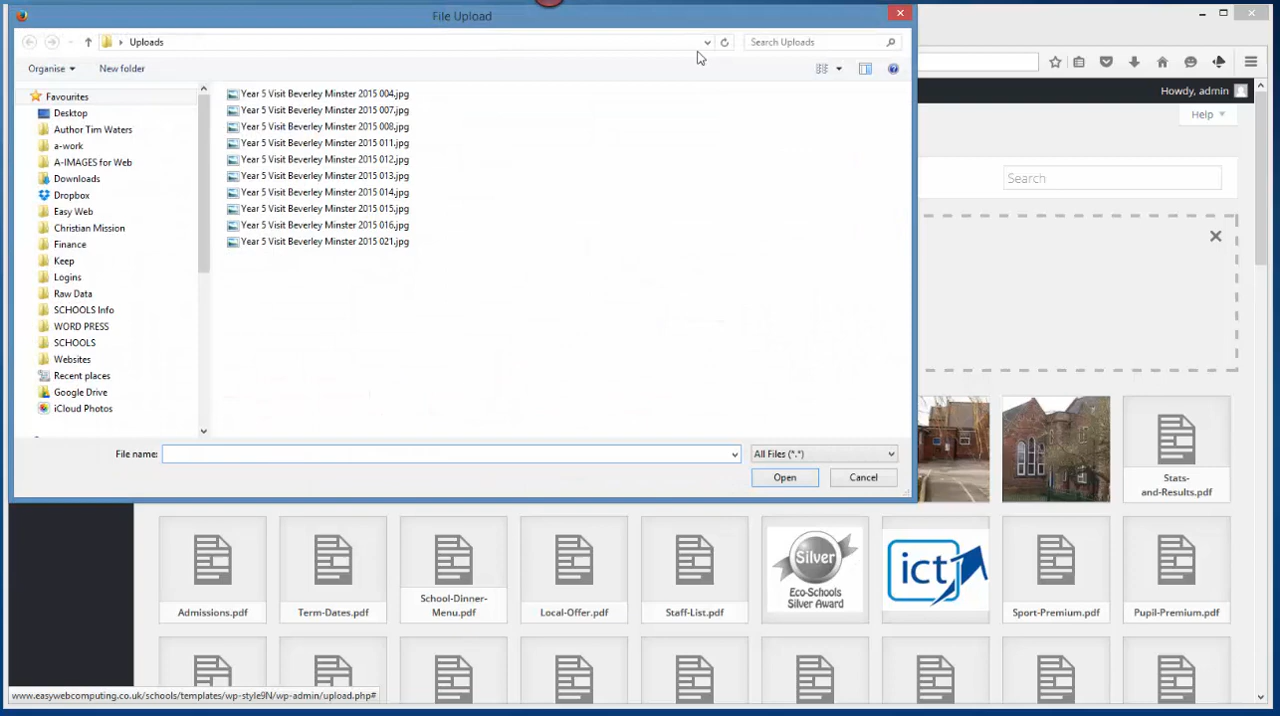 File Upload
Uploads
Search Uploads
Organise
New folder
Favourites
Desktop
Author Tim Waters
a-work
A-IMAGES for Web
Downloads
Dropbox
Easy Web
Christian Mission
Finance
Keep
Logins
Raw Data
SCHOOLS Info
WORD PRESS
SCHOOLS
Websites
Recent places
Google Drive
iCloud Photos
Year 5 Visit Beverley Minster 2015 004.jpg
Year 5 Visit Beverley Minster 2015 007.jpg
Year 5 Visit Beverley Minster 2015 008.jpg
Year 5 Visit Beverley Minster 2015 011.jpg
Year 5 Visit Beverley Minster 2015 012.jpg
Year 5 Visit Beverley Minster 2015 013.jpg
Year 5 Visit Beverley Minster 2015 014.jpg
Year 5 Visit Beverley Minster 2015 015.jpg
Year 5 Visit Beverley Minster 2015 016.jpg
Year 5 Visit Beverley Minster 2015 021.jpg
File name:
All Files (*.*)
Open
Cancel
Howdy, admin
Help
Search
Stats-
and-Results.pdf
Admissions.pdf
Term-Dates.pdf
School-Dinner-
Menu.pdf
Local-Offer.pdf
Staff-List.pdf
Silver
Eco-Schools
Silver Award
ict
Sport-Premium.pdf
Pupil-Premium.pdf
www.easywebcomputing.co.uk/schools/templates/wp-style9N/wp-admin/upload.php#